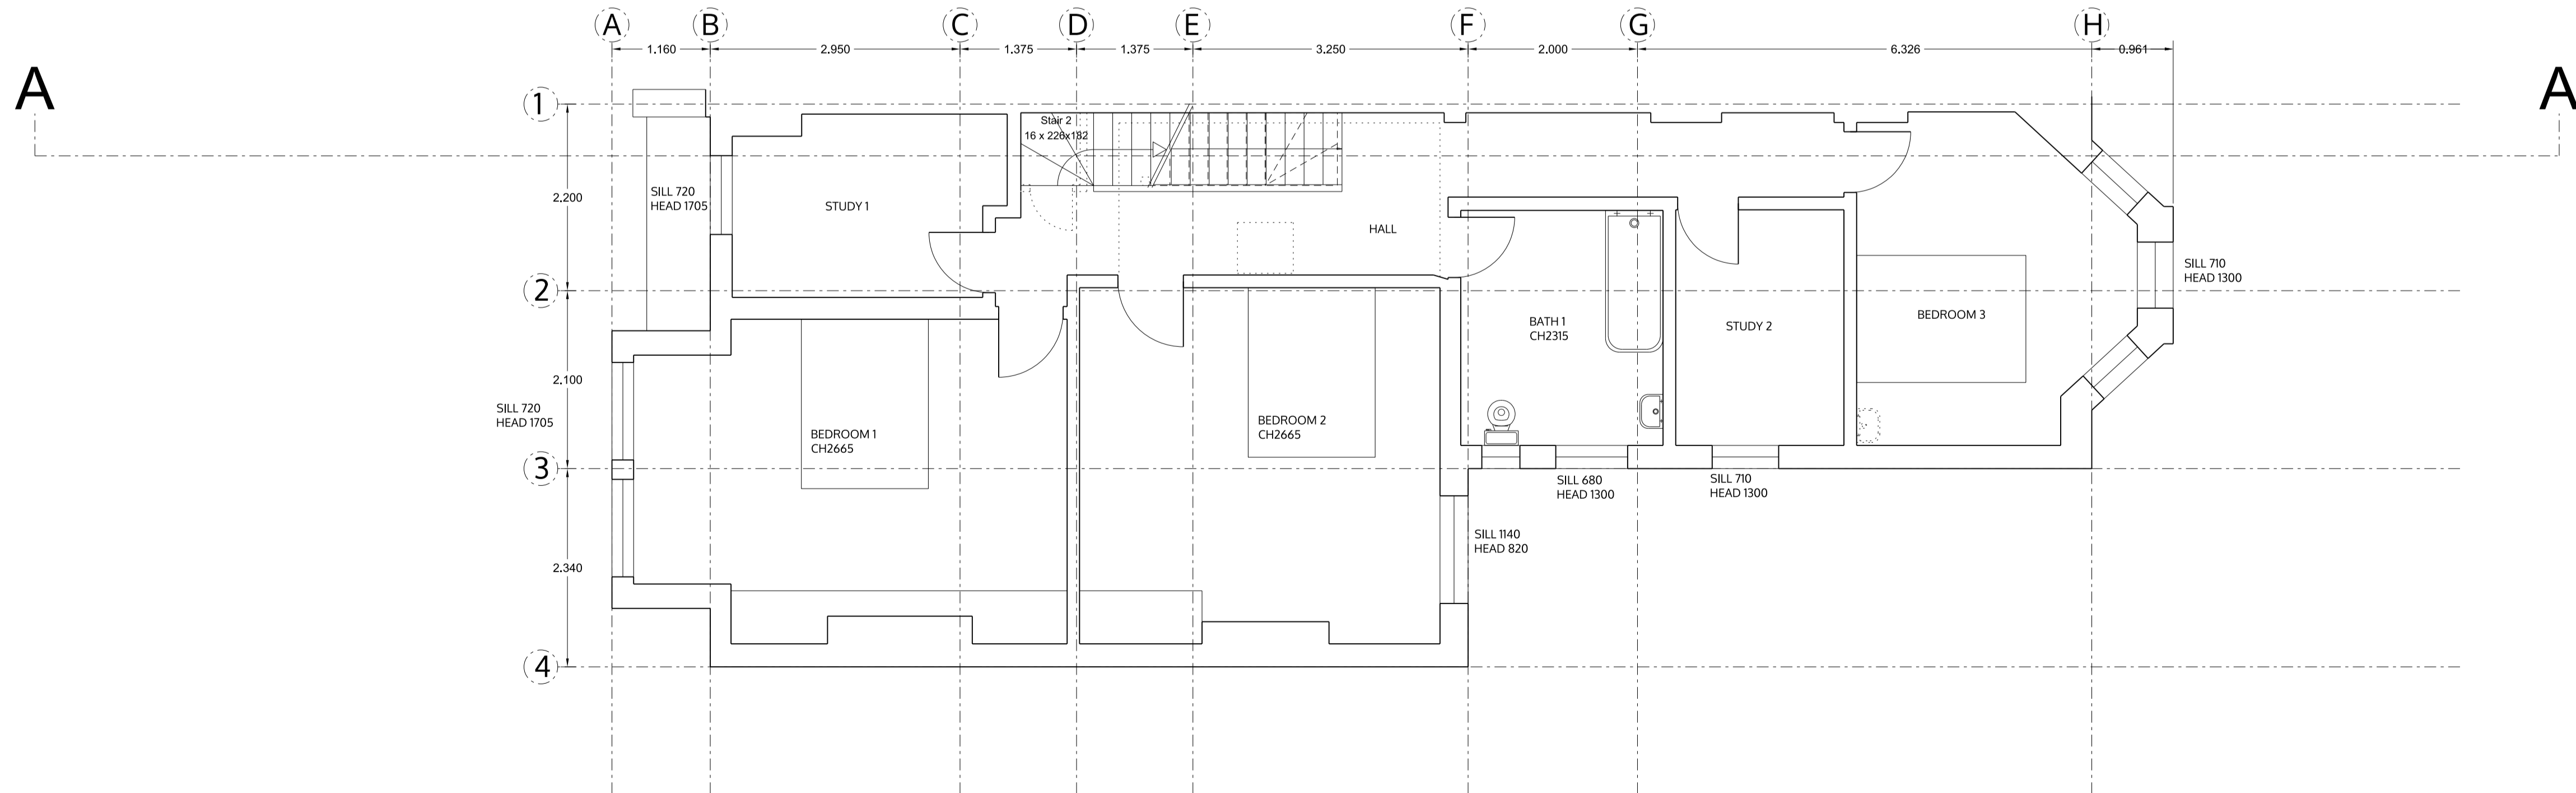 A B C D E F G H
1.160 2.950 1.375 1.375 3.250 2.000 6.326 0.961
A A
1
Stair 2
16 x 226x182
2.200
SILL 720
HEAD 1705
STUDY 1
HALL
SILL 710
HEAD 1300
2
BATH 1
CH2315
STUDY 2
BEDROOM 3
2.100
SILL 720
HEAD 1705
BEDROOM 1
CH2665
BEDROOM 2
CH2665
3
SILL 680
HEAD 1300
SILL 710
HEAD 1300
SILL 1140
HEAD 820
2.340
4